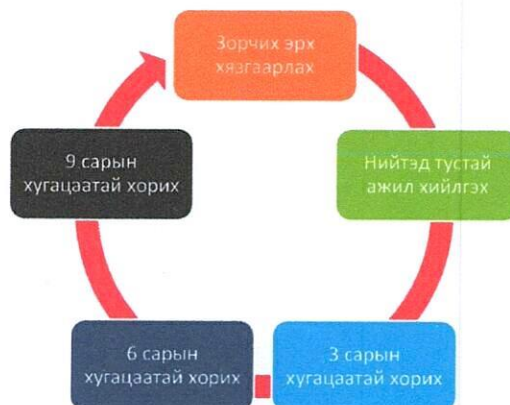 Зорчих эрх
хязгаарлах
Нийтэд тустай
ажил хийлгэх
3 сарын
хугацаатай хорих
6 сарын
хугацаатай хорих
9 сарын
хугацаатай хорих